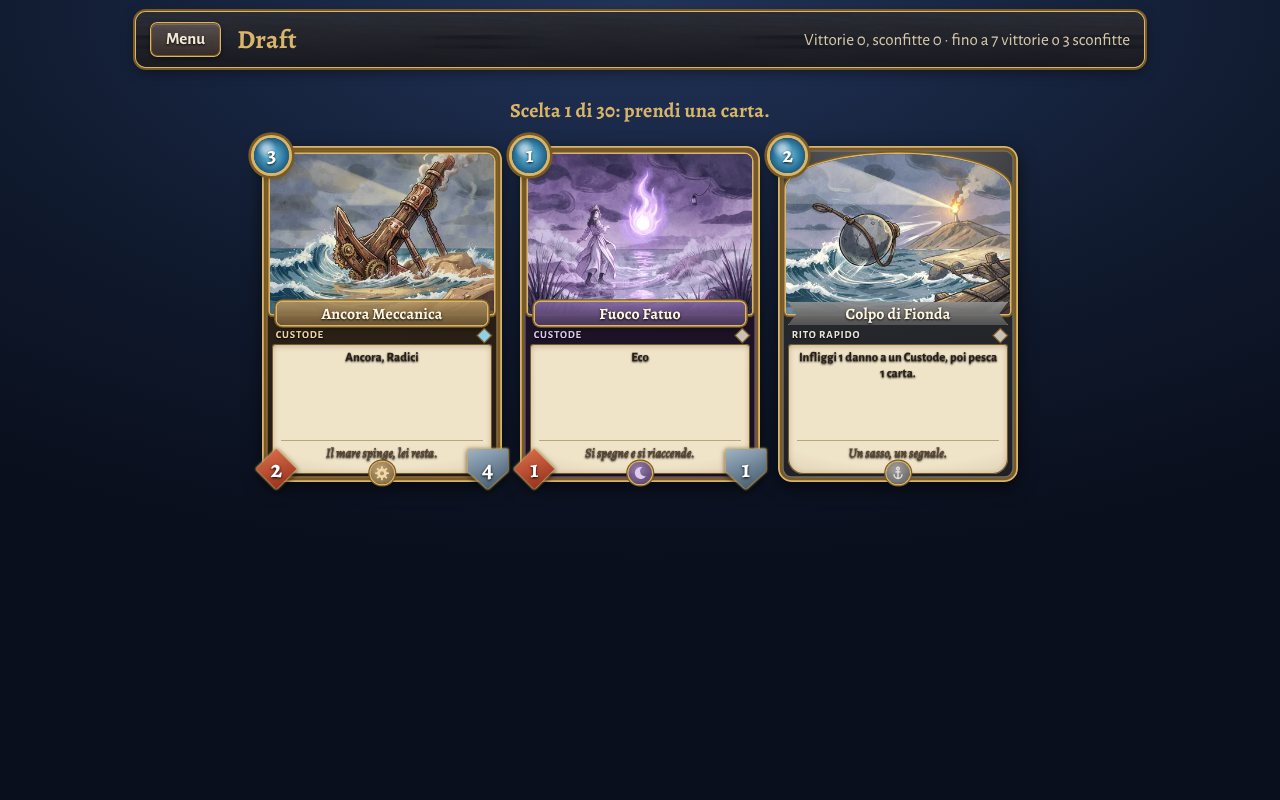 Menu
Draft
Vittorie 0, sconfitte 0 · fino a 7 vittorie o 3 sconfitte
Scelta 1 di 30: prendi una carta.
3
Ancora Meccanica
CUSTODE
Ancora, Radici
Il mare spinge, lei resta.
2
4
1
Fuoco Fatuo
CUSTODE
Eco
Si spegne e si riaccende.
1
1
2
Colpo di Fionda
RITO RAPIDO
Infliggi 1 danno a un Custode, poi pesca
1 carta.
Un sasso, un segnale.